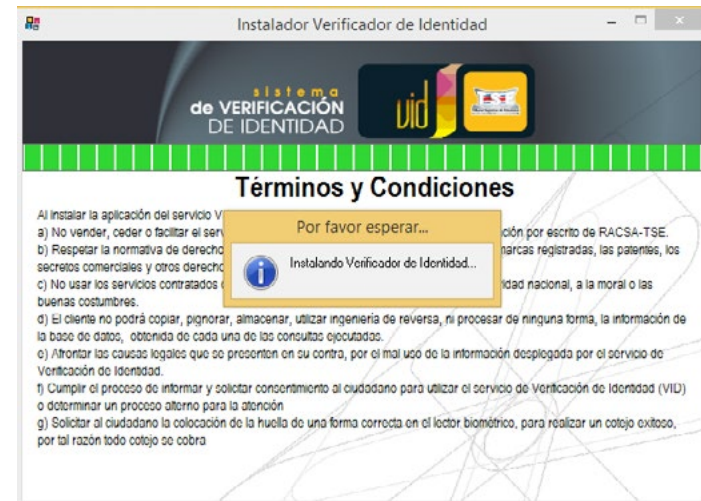 Instalador Verificador de Identidad
sistema
de VERIFICACIÓN
DE IDENTIDAD
vid
TSE
Términos y Condiciones
Al instalar la aplicación del servicio V
a) No vender, ceder o facilitar el serv ción por escrito de RACSA-TSE.
b) Respetar la normativa de derecho marcas registradas, las patentes, los
secretos comerciales y otros derecho
c) No usar los servicios contratados ridad nacional, a la moral o las
buenas costumbres.
d) El cliente no podrá copiar, pignorar, almacenar, utilizar ingeniería de reversa, ni procesar de ninguna forma, la información de
la base de datos, obtenida de cada una de las consultas ejecutadas.
e) Afrontar las causas legales que se presenten en su contra, por el mal uso de la información desplegada por el servicio de
Verificación de Identidad.
f) Cumplir el proceso de informar y solicitar consentimiento al ciudadano para utilizar el servicio de Verificación de Identidad (VID)
o determinar un proceso alterno para la atención
g) Solicitar al ciudadano la colocación de la huella de una forma correcta en el lector biométrico, para realizar un cotejo exitoso,
por tal razón todo cotejo se cobra
Por favor esperar...
Instalando Verificador de Identidad...